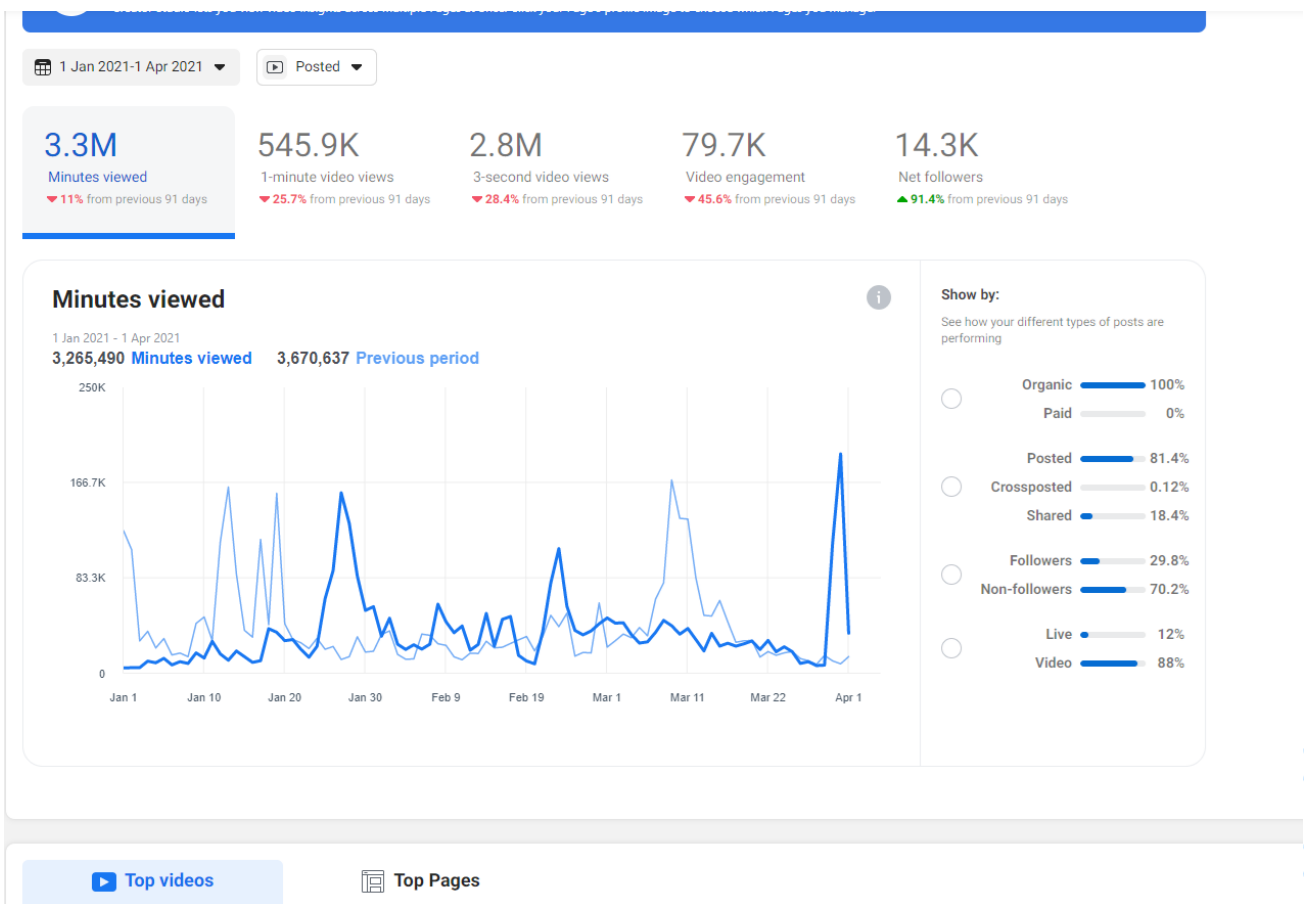 1 Jan 2021-1 Apr 2021
Posted
3.3M
Minutes viewed
11% from previous 91 days
545.9K
1-minute video views
25.7% from previous 91 days
2.8M
3-second video views
28.4% from previous 91 days
79.7K
Video engagement
45.6% from previous 91 days
14.3K
Net followers
91.4% from previous 91 days
Minutes viewed
1 Jan 2021 - 1 Apr 2021
3,265,490 Minutes viewed 3,670,637 Previous period
250K
166.7K
83.3K
0
Jan 1 Jan 10 Jan 20 Jan 30 Feb 9 Feb 19 Mar 1 Mar 11 Mar 22 Apr 1
Show by:
See how your different types of posts are
performing
Organic 100%
Paid 0%
Posted 81.4%
Crossposted 0.12%
Shared 18.4%
Followers 29.8%
Non-followers 70.2%
Live 12%
Video 88%
Top videos
Top Pages